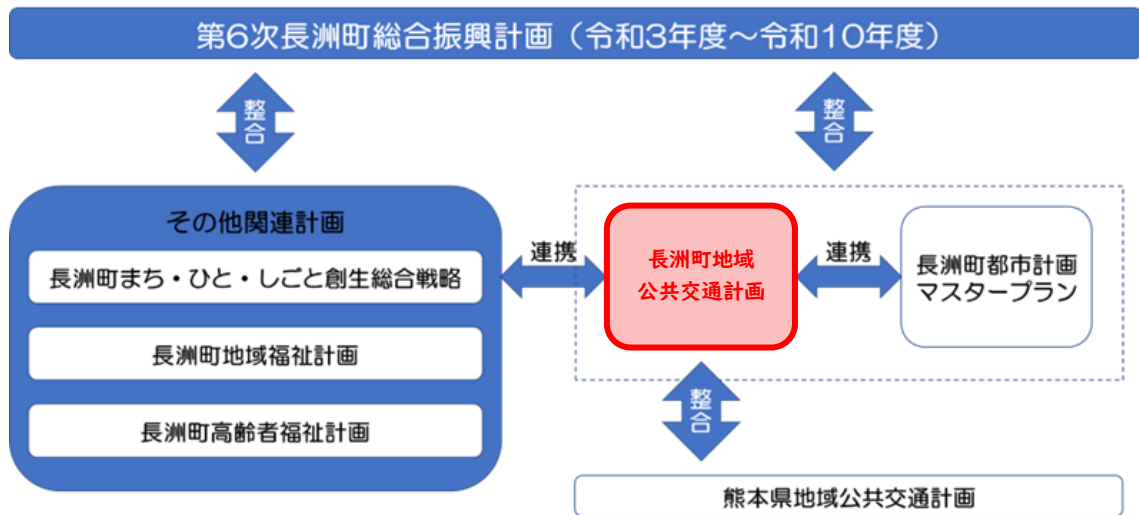 第6次長洲町総合振興計画（令和3年度～令和10年度）
整合
整合
その他関連計画
長洲町まち・ひと・しごと創生総合戦略
長洲町地域福祉計画
長洲町高齢者福祉計画
連携
長洲町地域
公共交通計画
連携
長洲町都市計画
マスタープラン
整合
熊本県地域公共交通計画